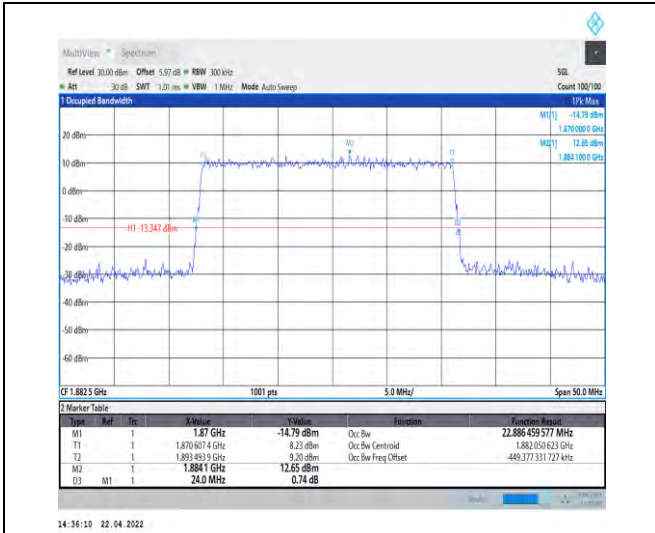 MultiView Spectrum
Ref Level 30.00 dBm Offset 5.97 dB RBW 300 kHz SGL
Att 30 dB SWT 1.01 ms VBW 1 MHz Mode Auto Sweep Count 100/100
1 Occupied Bandwidth 1Pk Max
M1[1] -14.79 dBm
1.870 000 0 GHz
M2[1] 12.65 dBm
1.884 100 0 GHz
20 dBm
M2
T1
10 dBm
0 dBm
-10 dBm
H1 -13.347 dBm
-20 dBm
-30 dBm
-40 dBm
-50 dBm
-60 dBm
CF 1.882 5 GHz 1001 pts 5.0 MHz/ Span 50.0 MHz
2 Marker Table
Type Ref Trc X-Value Y-Value Function Function Result
M1 1 1.87 GHz -14.79 dBm Occ Bw 22.886 459 577 MHz
T1 1 1.870 607 4 GHz 8.23 dBm Occ Bw Centroid 1.882 050 623 GHz
T2 1 1.893 493 9 GHz 9.20 dBm Occ Bw Freq Offset -449.377 331 727 kHz
M2 1 1.8841 GHz 12.65 dBm
D3 M1 1 24.0 MHz 0.74 dB
14:36:10 22.04.2022